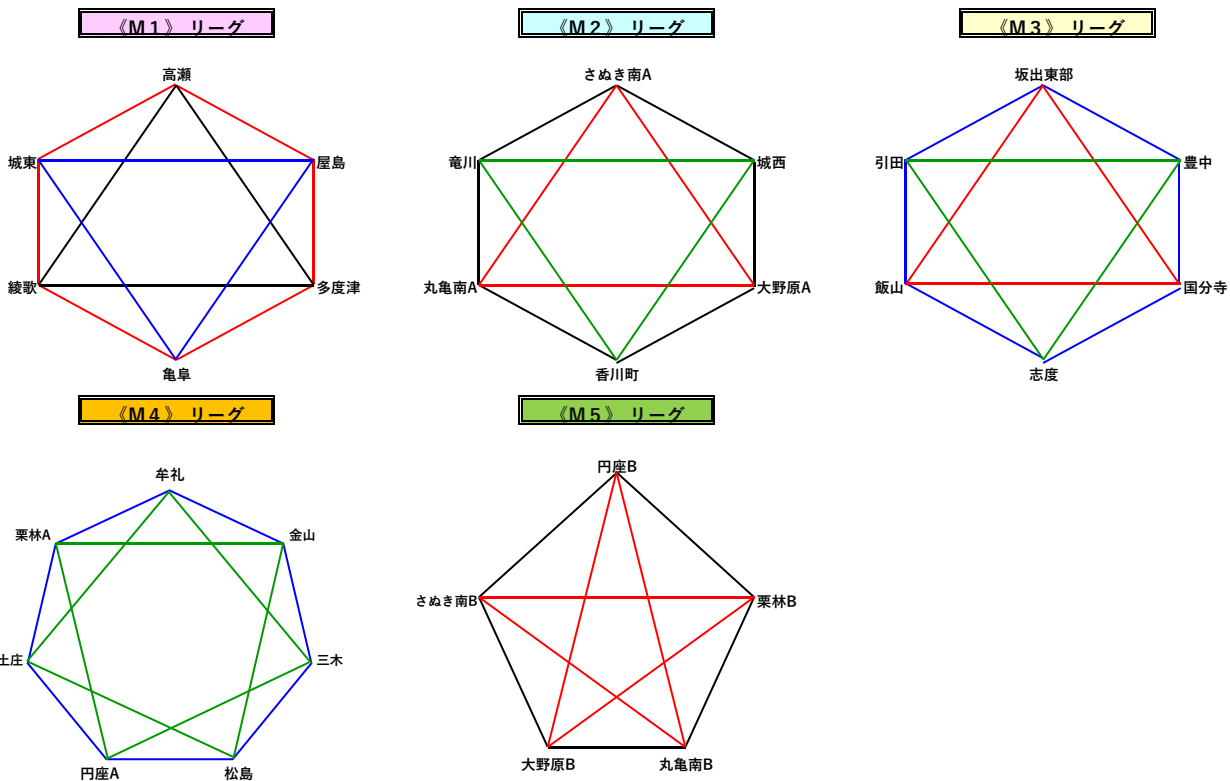 《M１》 リーグ
《M２》 リーグ
《M３》 リーグ
高瀬
さぬき南A
坂出東部
城東
屋島
竜川
城西
引田
豊中
綾歌
多度津
丸亀南A
大野原A
飯山
国分寺
亀阜
香川町
志度
《M４》 リーグ
《M５》 リーグ
牟礼
円座B
栗林A
金山
さぬき南B
栗林B
土庄
三木
円座A
松島
大野原B
丸亀南B